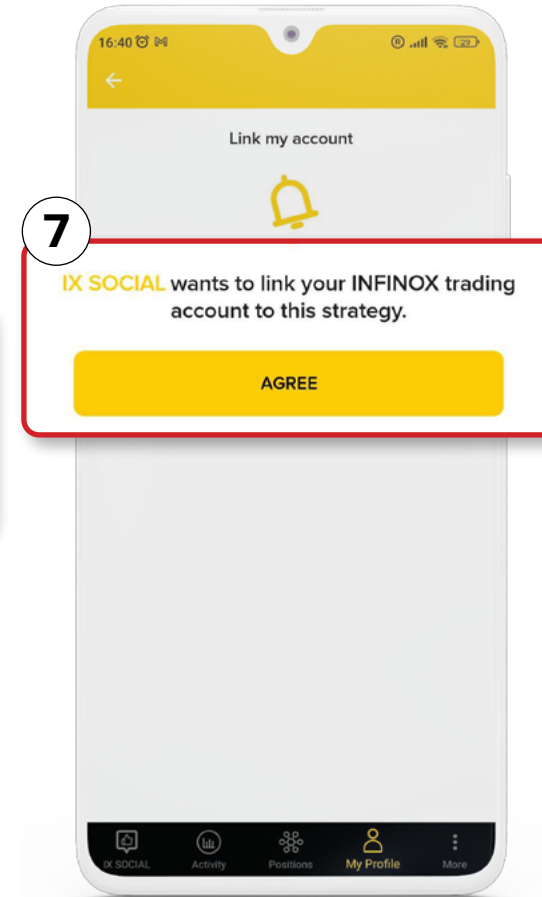 16:40
29
Link my account
7
IX SOCIAL wants to link your INFINOX trading
account to this strategy.
AGREE
IX SOCIAL Activity Positions My Profile More